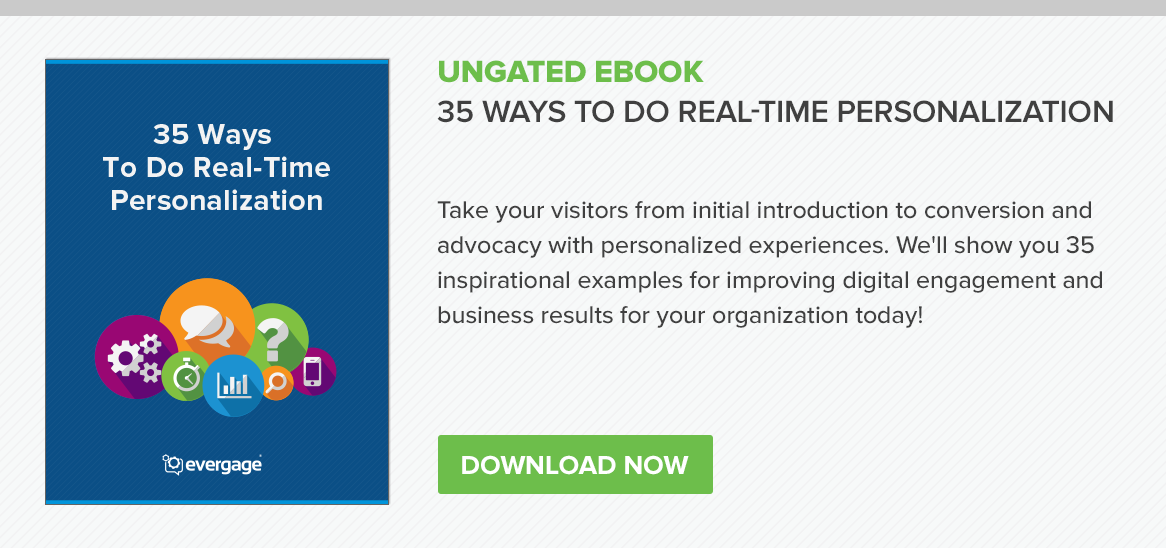 35 Ways
To Do Real-Time
Personalization
evergage
UNGATED EBOOK
35 WAYS TO DO REAL-TIME PERSONALIZATION
Take your visitors from initial introduction to conversion and
advocacy with personalized experiences. We'll show you 35
inspirational examples for improving digital engagement and
business results for your organization today!
DOWNLOAD NOW